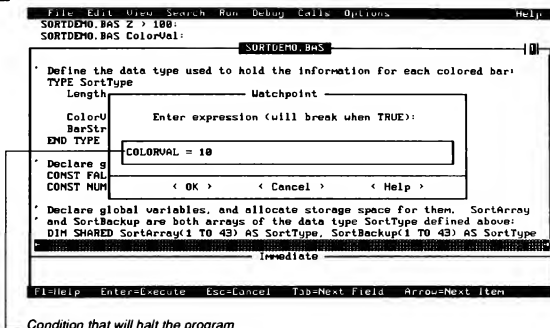 File Edit View Search Run Debug Calls Options Help
SORTDEMO.BAS Z > 100:
SORTDEMO.BAS ColorVal:
SORTDEMO.BAS
' Define the data type used to hold the information for each colored bar:
TYPE SortType
Length
Watchpoint
ColorV
Enter expression (will break when TRUE):
BarStr
END TYPE
COLORVAL = 10
' Declare g
CONST FAL
CONST NUM
< OK > < Cancel > < Help >
' Declare global variables, and allocate storage space for them. SortArray
' and SortBackup are both arrays of the data type SortType defined above:
DIM SHARED SortArray(1 TO 43) AS SortType, SortBackup(1 TO 43) AS SortType
Immediate
F1=Help Enter=Execute Esc=Cancel Tab=Next Field Arrow=Next Item
Condition that will halt the program